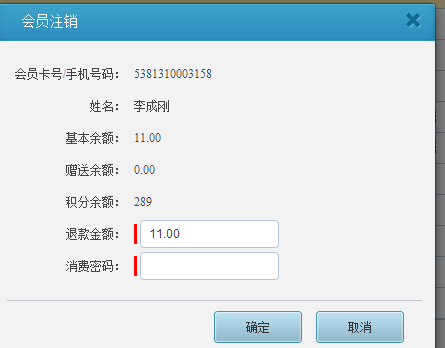 会员注销
会员卡号/手机号码： 5381310003158
姓名： 李成刚
基本余额： 11.00
赠送余额： 0.00
积分余额： 289
退款金额： 11.00
消费密码：
确定 取消